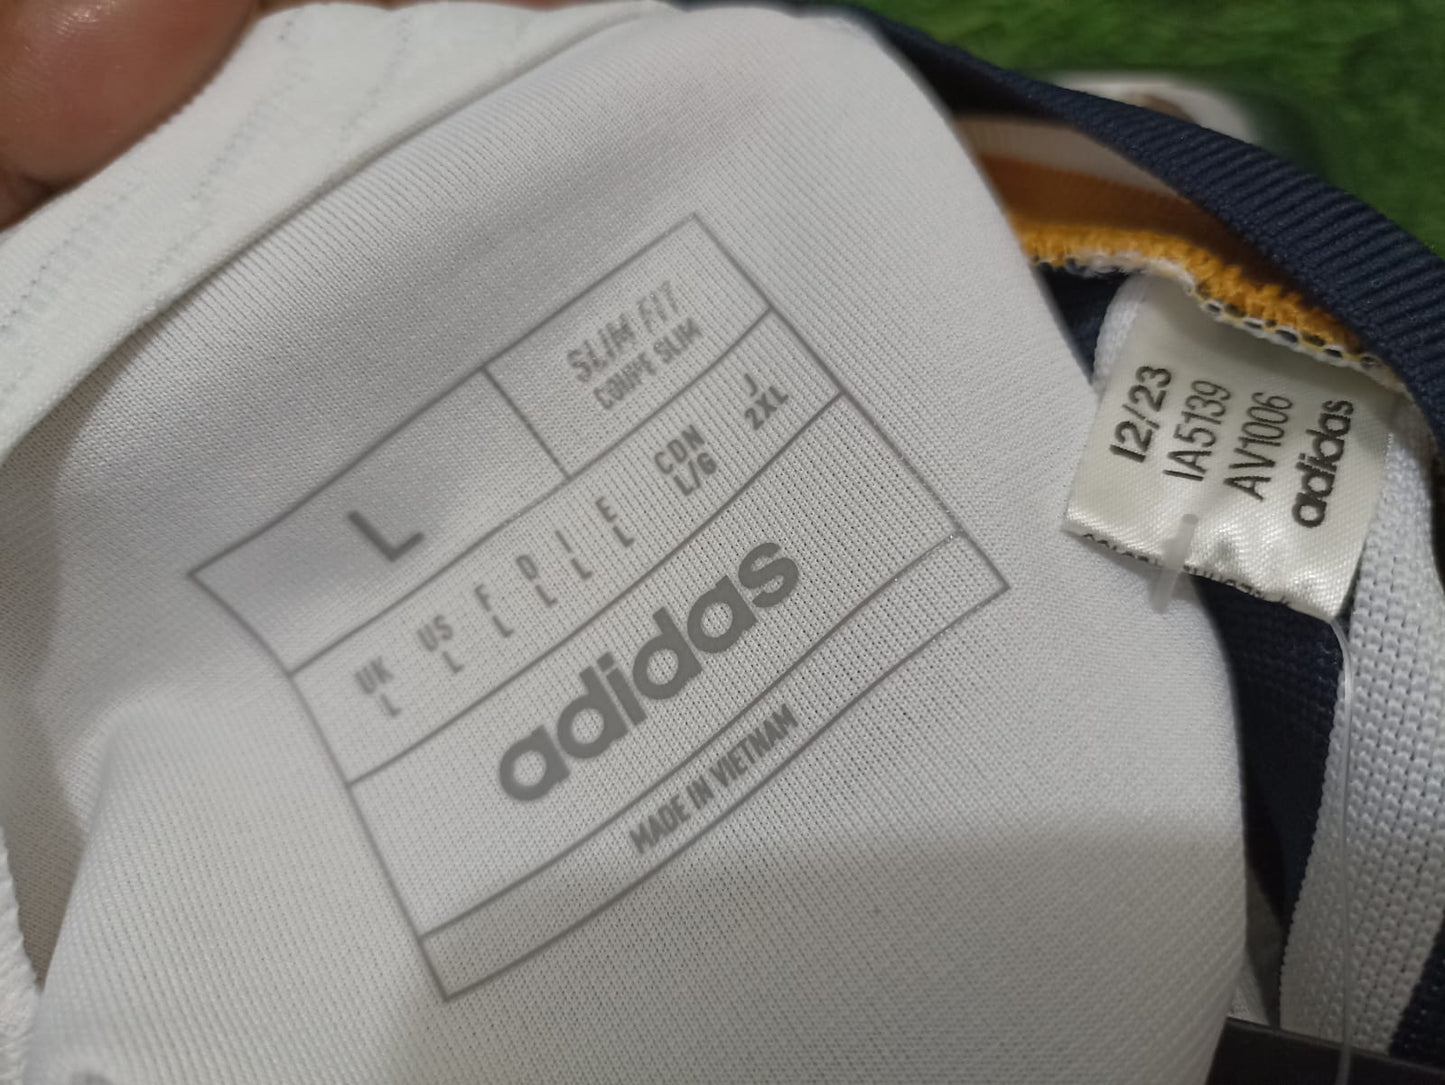 L
SLIM FIT
COUPE SLIM
UK US F D I E CDN J
L L L L L L L/G 2XL
adidas
MADE IN VIETNAM
12/23
IA5139
AV1006
adidas